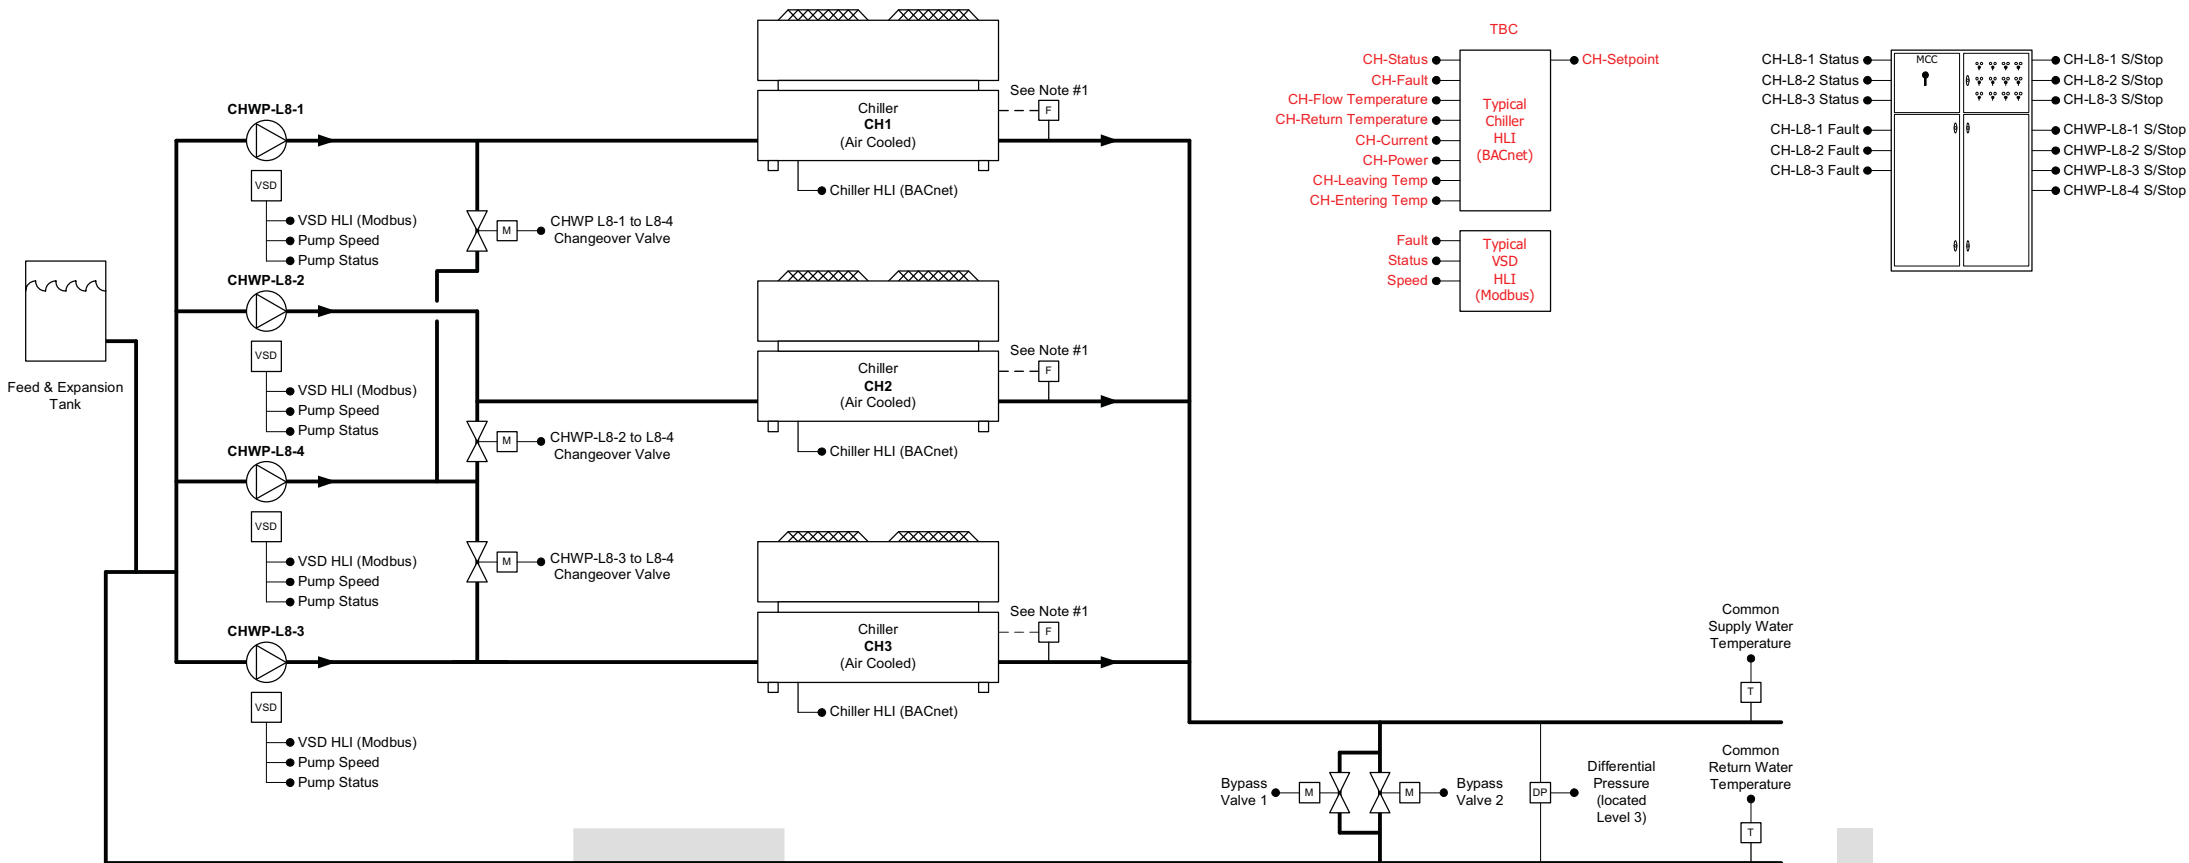 CHWP-L8-1
VSD
VSD HLI (Modbus)
Pump Speed
Pump Status
CHWP-L8-2
VSD
VSD HLI (Modbus)
Pump Speed
Pump Status
CHWP-L8-4
VSD
VSD HLI (Modbus)
Pump Speed
Pump Status
CHWP-L8-3
VSD
VSD HLI (Modbus)
Pump Speed
Pump Status
Feed & Expansion
Tank
M
CHWP L8-1 to L8-4
Changeover Valve
M
CHWP-L8-2 to L8-4
Changeover Valve
M
CHWP-L8-3 to L8-4
Changeover Valve
Chiller
CH1
(Air Cooled)
See Note #1
F
Chiller HLI (BACnet)
Chiller
CH2
(Air Cooled)
See Note #1
F
Chiller HLI (BACnet)
Chiller
CH3
(Air Cooled)
See Note #1
F
Chiller HLI (BACnet)
TBC
CH-Status
CH-Fault
CH-Flow Temperature
CH-Return Temperature
CH-Current
CH-Power
CH-Leaving Temp
CH-Entering Temp
Typical
Chiller
HLI
(BACnet)
CH-Setpoint
Fault
Status
Speed
Typical
VSD
HLI
(Modbus)
CH-L8-1 Status
CH-L8-2 Status
CH-L8-3 Status
CH-L8-1 Fault
CH-L8-2 Fault
CH-L8-3 Fault
MCC
CH-L8-1 S/Stop
CH-L8-2 S/Stop
CH-L8-3 S/Stop
CHWP-L8-1 S/Stop
CHWP-L8-2 S/Stop
CHWP-L8-3 S/Stop
CHWP-L8-4 S/Stop
Common
Supply Water
Temperature
T
Bypass
Valve 1
M
M
Bypass
Valve 2
DP
Differential
Pressure
(located
Level 3)
Common
Return Water
Temperature
T